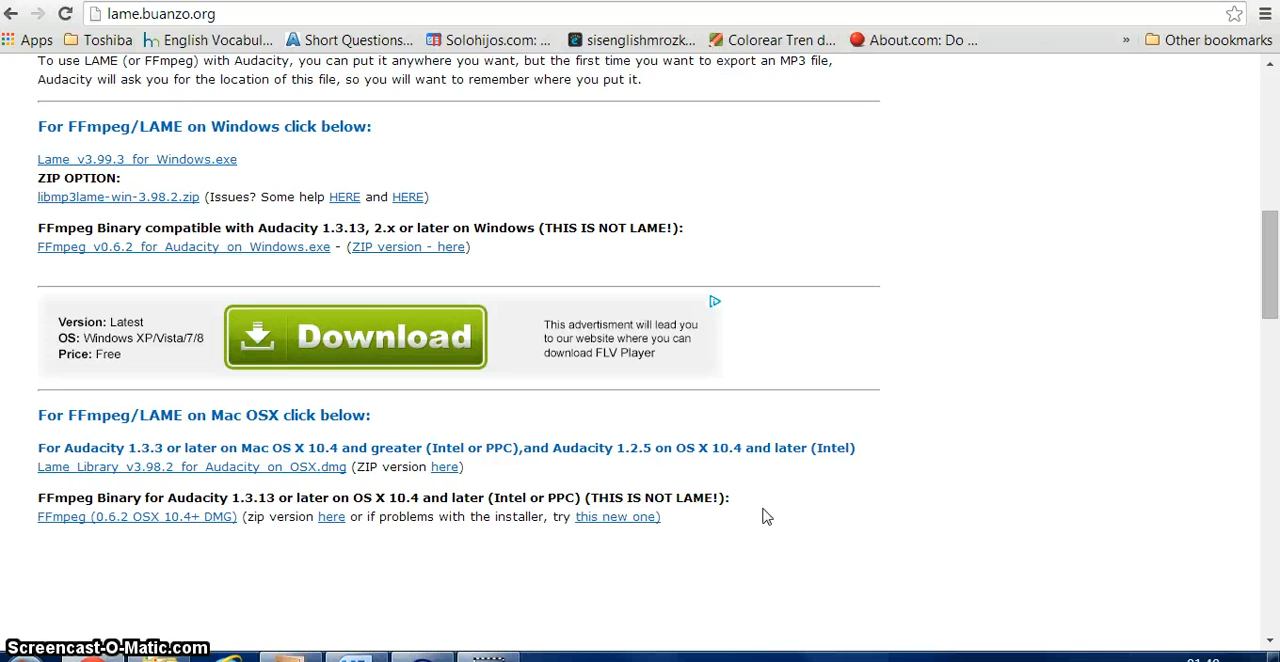 lame.buanzo.org
Apps Toshiba English Vocabul... Short Questions... Solohijos.com: ... sisenglishmrozk... Colorear Tren d... About.com: Do ... » Other bookmarks
To use LAME (or FFmpeg) with Audacity, you can put it anywhere you want, but the first time you want to export an MP3 file,
Audacity will ask you for the location of this file, so you will want to remember where you put it.
For FFmpeg/LAME on Windows click below:
Lame_v3.99.3_for_Windows.exe
ZIP OPTION:
libmp3lame-win-3.98.2.zip (Issues? Some help HERE and HERE)
FFmpeg Binary compatible with Audacity 1.3.13, 2.x or later on Windows (THIS IS NOT LAME!):
FFmpeg_v0.6.2_for_Audacity_on_Windows.exe - (ZIP version - here)
Version: Latest
OS: Windows XP/Vista/7/8
Price: Free
Download
This advertisment will lead you
to our website where you can
download FLV Player
For FFmpeg/LAME on Mac OSX click below:
For Audacity 1.3.3 or later on Mac OS X 10.4 and greater (Intel or PPC),and Audacity 1.2.5 on OS X 10.4 and later (Intel)
Lame_Library_v3.98.2_for_Audacity_on_OSX.dmg (ZIP version here)
FFmpeg Binary for Audacity 1.3.13 or later on OS X 10.4 and later (Intel or PPC) (THIS IS NOT LAME!):
FFmpeg (0.6.2 OSX 10.4+ DMG) (zip version here or if problems with the installer, try this new one)
Screencast-O-Matic.com